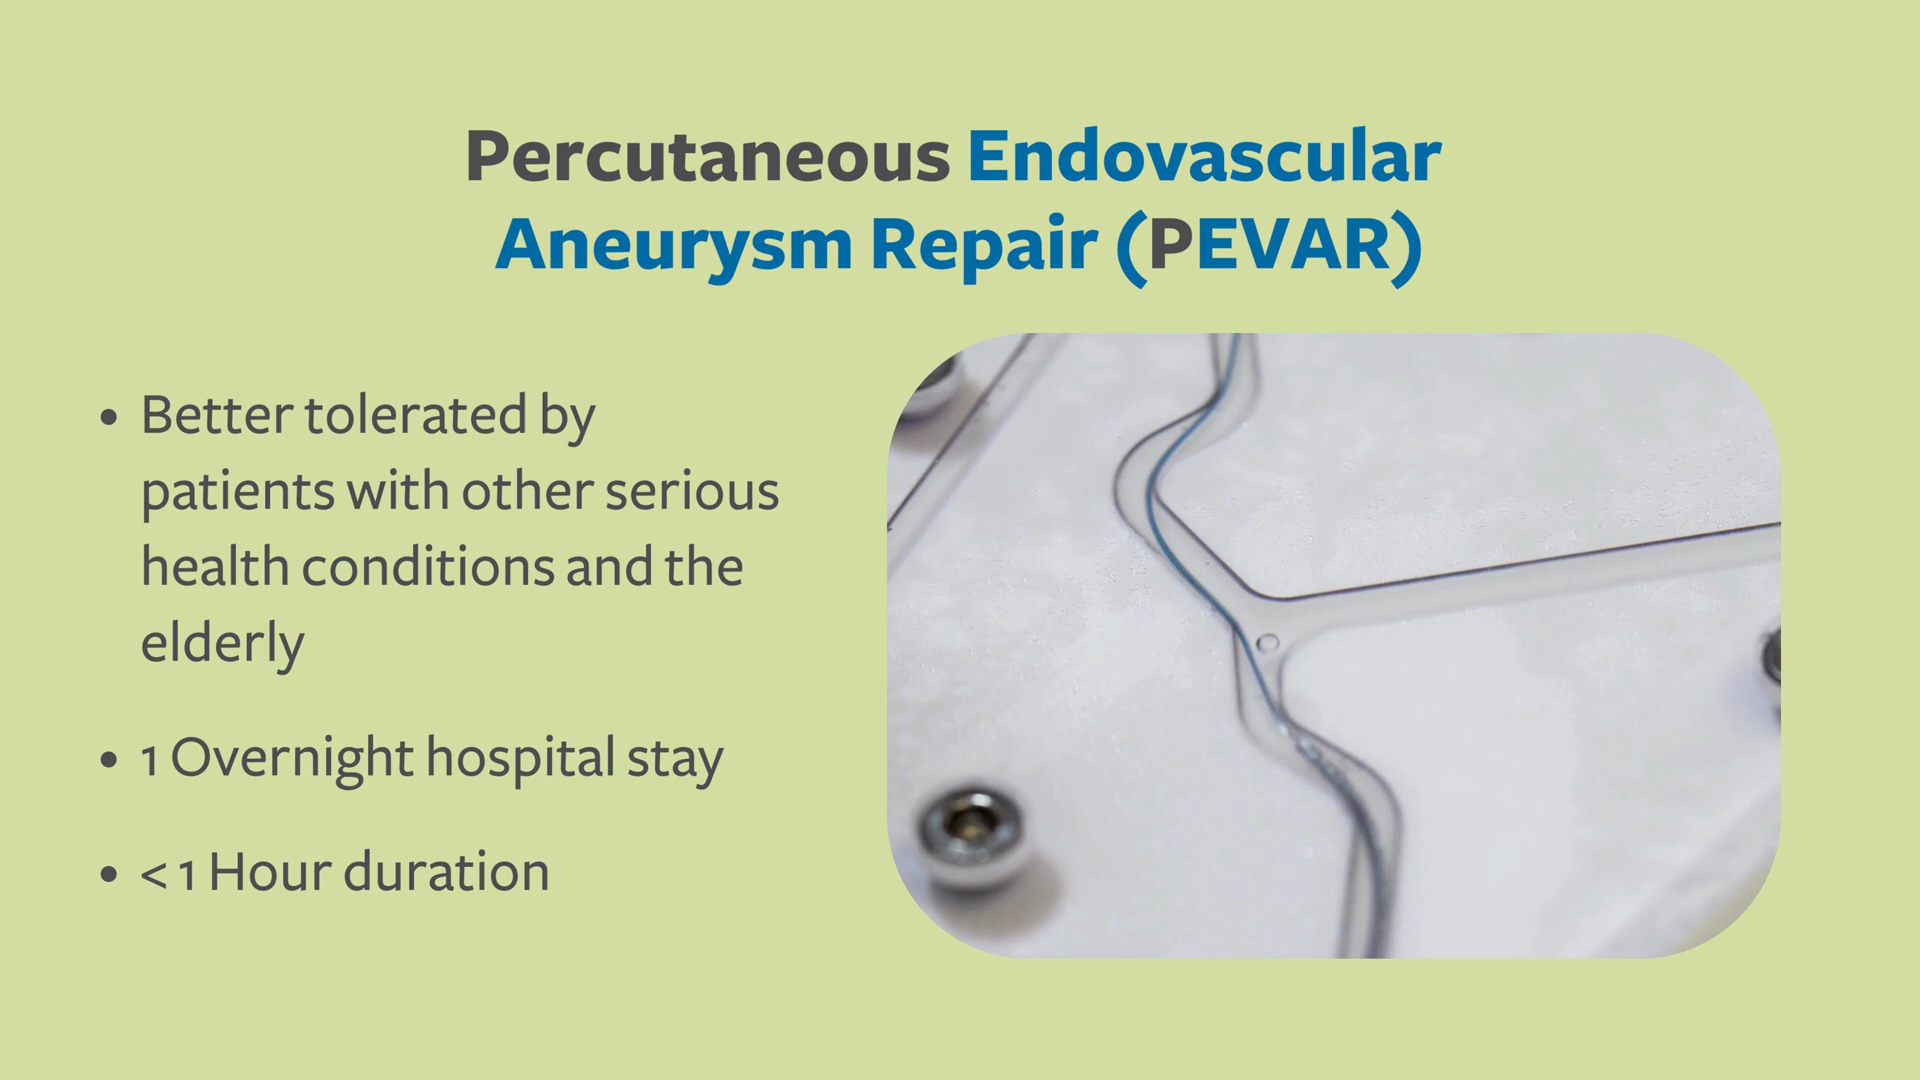 Percutaneous Endovascular
Aneurysm Repair (PEVAR)
• Better tolerated by
patients with other serious
health conditions and the
elderly
• 1 Overnight hospital stay
• < 1 Hour duration